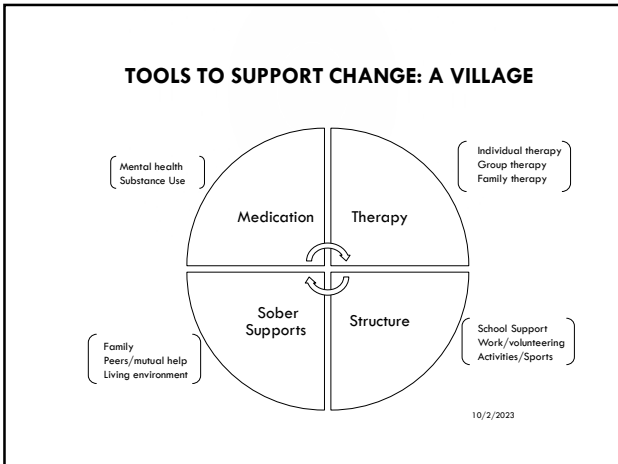 TOOLS TO SUPPORT CHANGE: A VILLAGE
Mental health
Substance Use
Medication
Therapy
Individual therapy
Group therapy
Family therapy
Family
Peers/mutual help
Living environment
Sober
Supports
Structure
School Support
Work/volunteering
Activities/Sports
10/2/2023